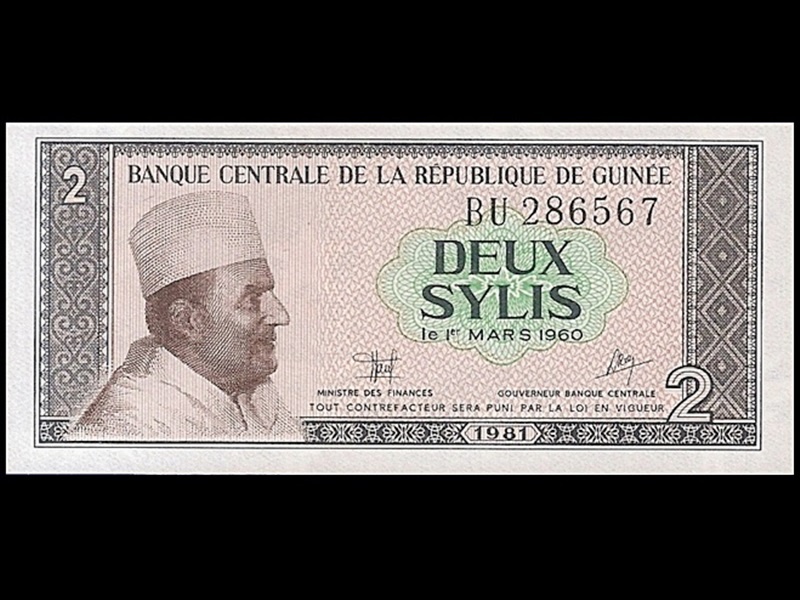 2
BANQUE CENTRALE DE LA RÉPUBLIQUE DE GUINÉE
BU 286567
DEUX
SYLIS
le 1er MARS 1960
MINISTRE DES FINANCES
GOUVERNEUR BANQUE CENTRALE
TOUT CONTREFACTEUR SERA PUNI PAR LA LOI EN VIGUEUR
2
1981